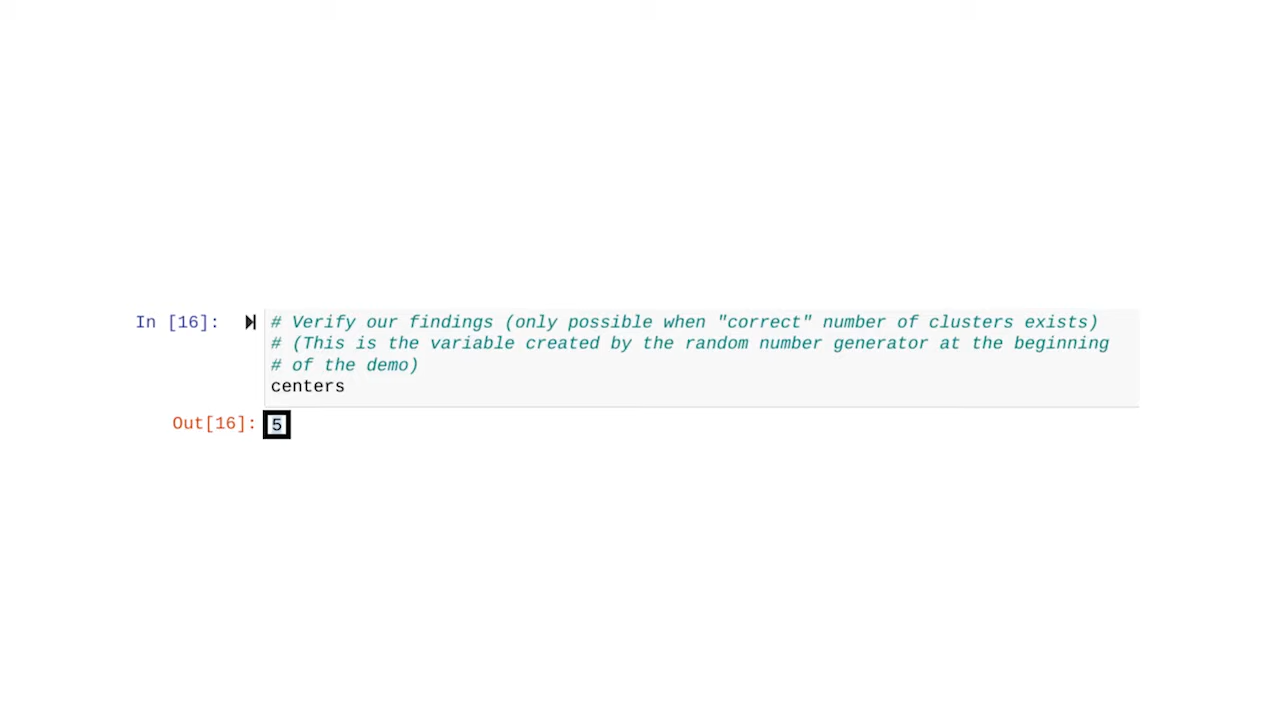 In [16]: # Verify our findings (only possible when "correct" number of clusters exists)
# (This is the variable created by the random number generator at the beginning
# of the demo)
centers
Out[16]: 5